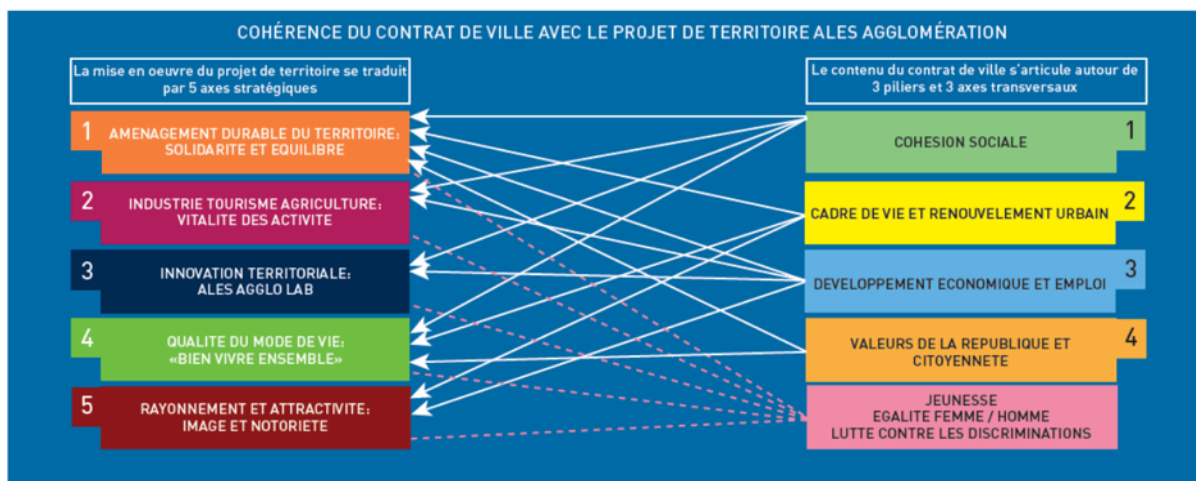 COHÉRENCE DU CONTRAT DE VILLE AVEC LE PROJET DE TERRITOIRE ALES AGGLOMÉRATION
La mise en oeuvre du projet de territoire se traduit
par 5 axes stratégiques
1
AMENAGEMENT DURABLE DU TERRITOIRE:
SOLIDARITE ET EQUILIBRE
2
INDUSTRIE TOURISME AGRICULTURE:
VITALITE DES ACTIVITE
3
INNOVATION TERRITORIALE:
ALES AGGLO LAB
4
QUALITE DU MODE DE VIE:
«BIEN VIVRE ENSEMBLE»
5
RAYONNEMENT ET ATTRACTIVITE:
IMAGE ET NOTORIETE
Le contenu du contrat de ville s'articule autour de
3 piliers et 3 axes transversaux
COHESION SOCIALE
1
CADRE DE VIE ET RENOUVELEMENT URBAIN
2
DEVELOPPEMENT ECONOMIQUE ET EMPLOI
3
VALEURS DE LA REPUBLIQUE ET
CITOYENNETE
4
JEUNESSE
EGALITE FEMME / HOMME
LUTTE CONTRE LES DISCRIMINATIONS